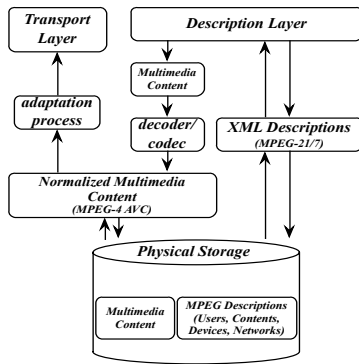 Transport
Layer
Description Layer
Multimedia
Content
adaptation
process
decoder/
codec
XML Descriptions
(MPEG-21/7)
Normalized Multimedia
Content
(MPEG-4 AVC)
Physical Storage
Multimedia
Content
MPEG Descriptions
(Users, Contents,
Devices, Networks)